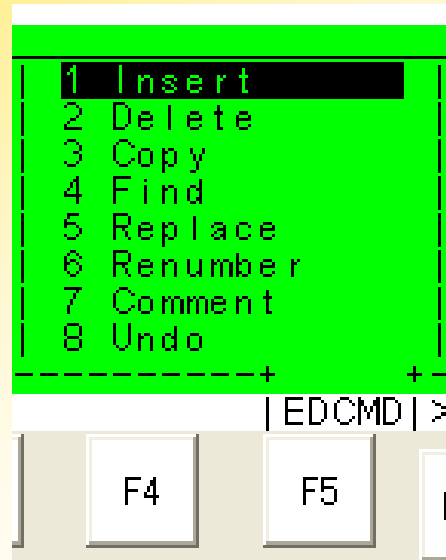 1 Insert
2 Delete
3 Copy
4 Find
5 Replace
6 Renumber
7 Comment
8 Undo
|EDCMD|>
F4 F5